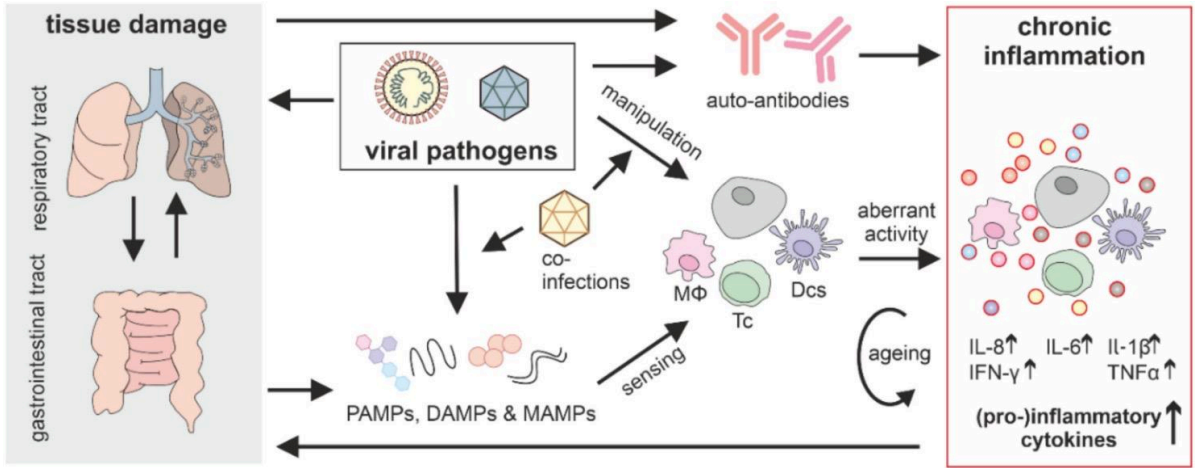 tissue damage
respiratory tract
gastrointestinal tract
viral pathogens
co-
infections
PAMPs, DAMPs & MAMPs
auto-antibodies
manipulation
sensing
MΦ
Tc
Dcs
aberrant
activity
ageing
chronic
inflammation
IL-8 IL-6 Il-1β
IFN-γ TNFα
(pro-)inflammatory
cytokines